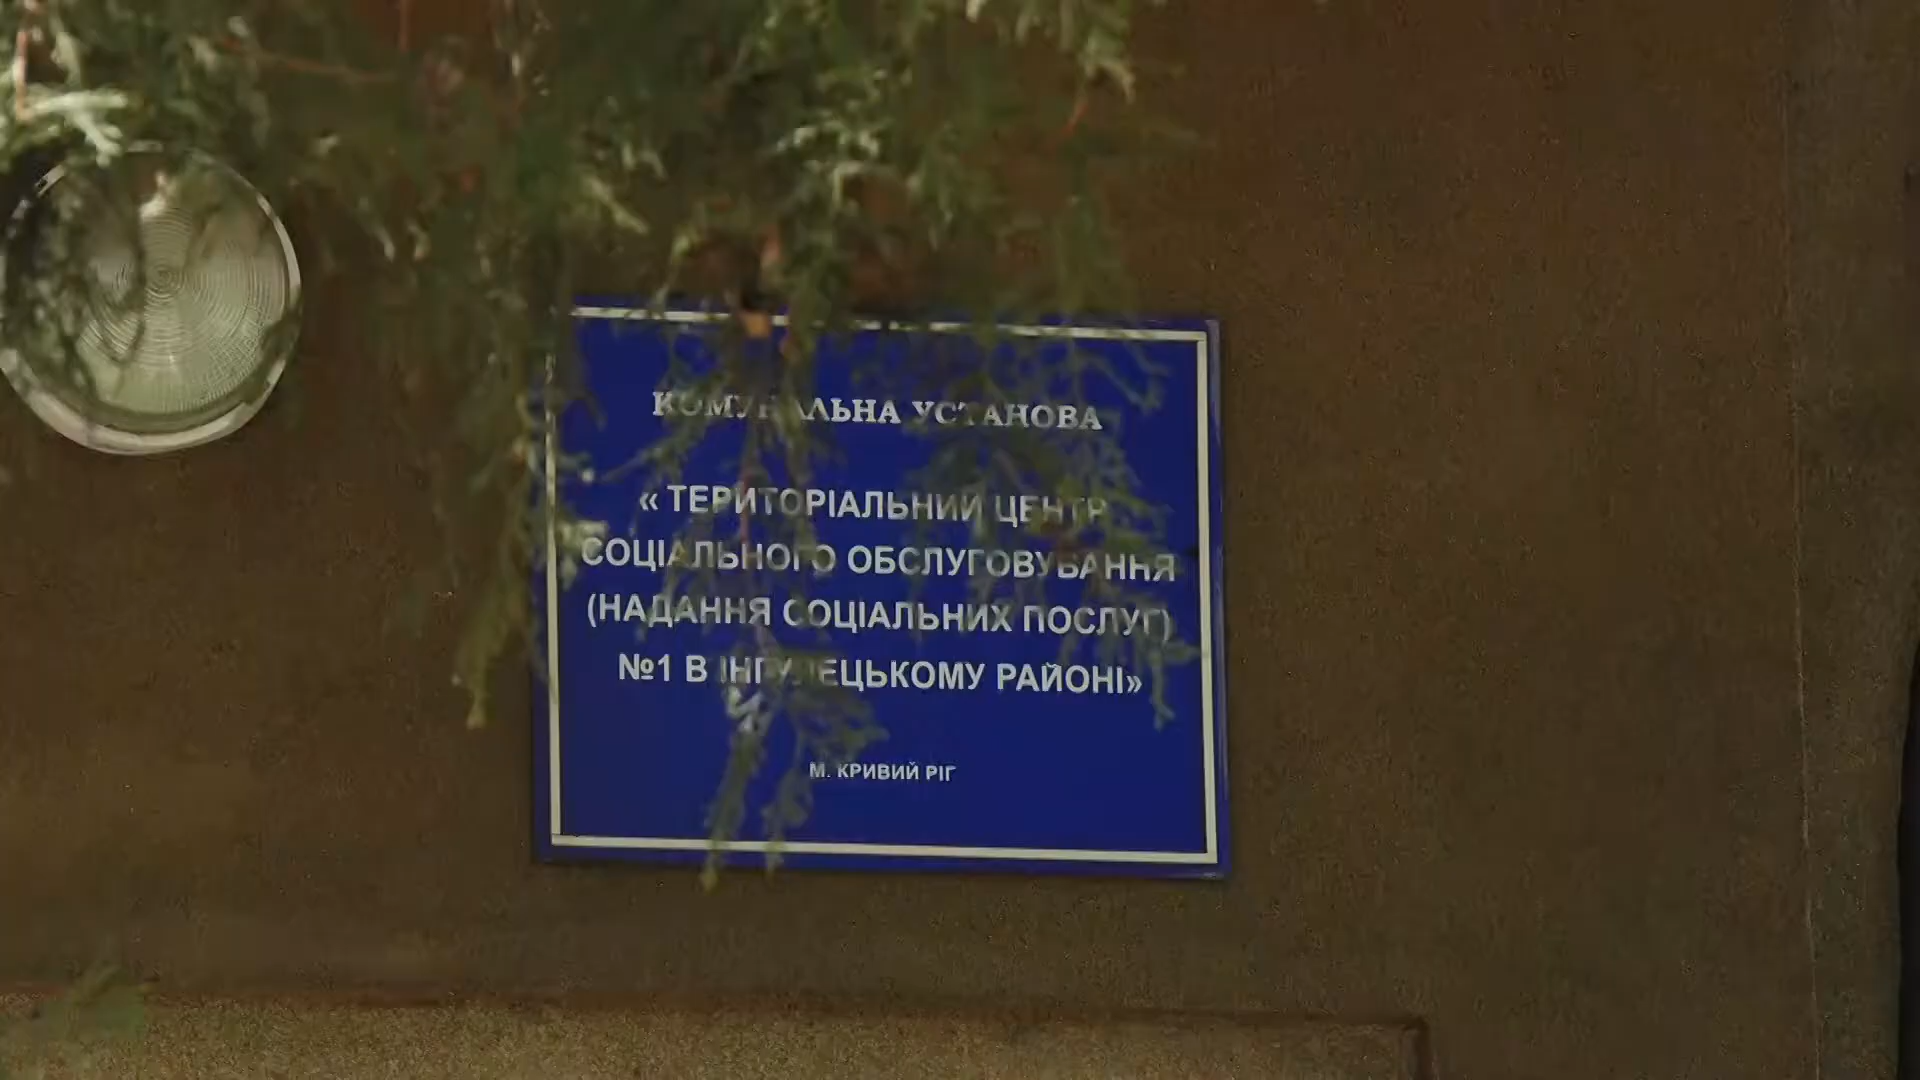 КОМУНАЛЬНА УСТАНОВА
« ТЕРИТОРІАЛЬНИЙ ЦЕНТР
СОЦІАЛЬНОГО ОБСЛУГОВУВАННЯ
(НАДАННЯ СОЦІАЛЬНИХ ПОСЛУГ)
№1 В ІНГУЛЕЦЬКОМУ РАЙОНІ»
М. КРИВИЙ РІГ